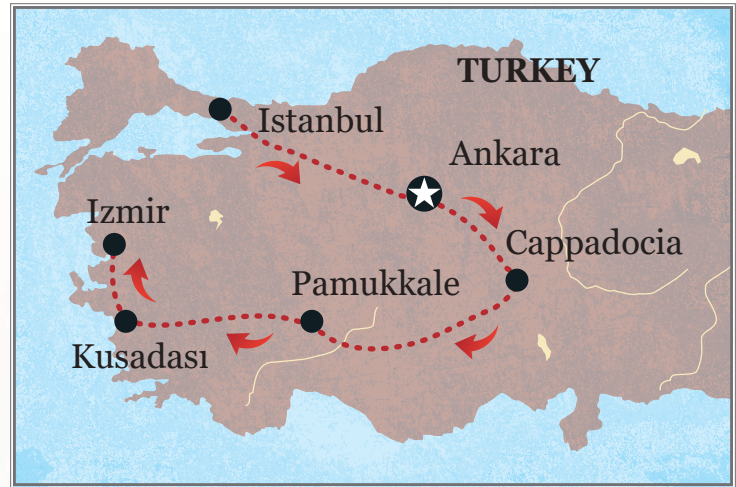 TURKEY
Istanbul
Ankara
Izmir
Cappadocia
Pamukkale
Kusadası